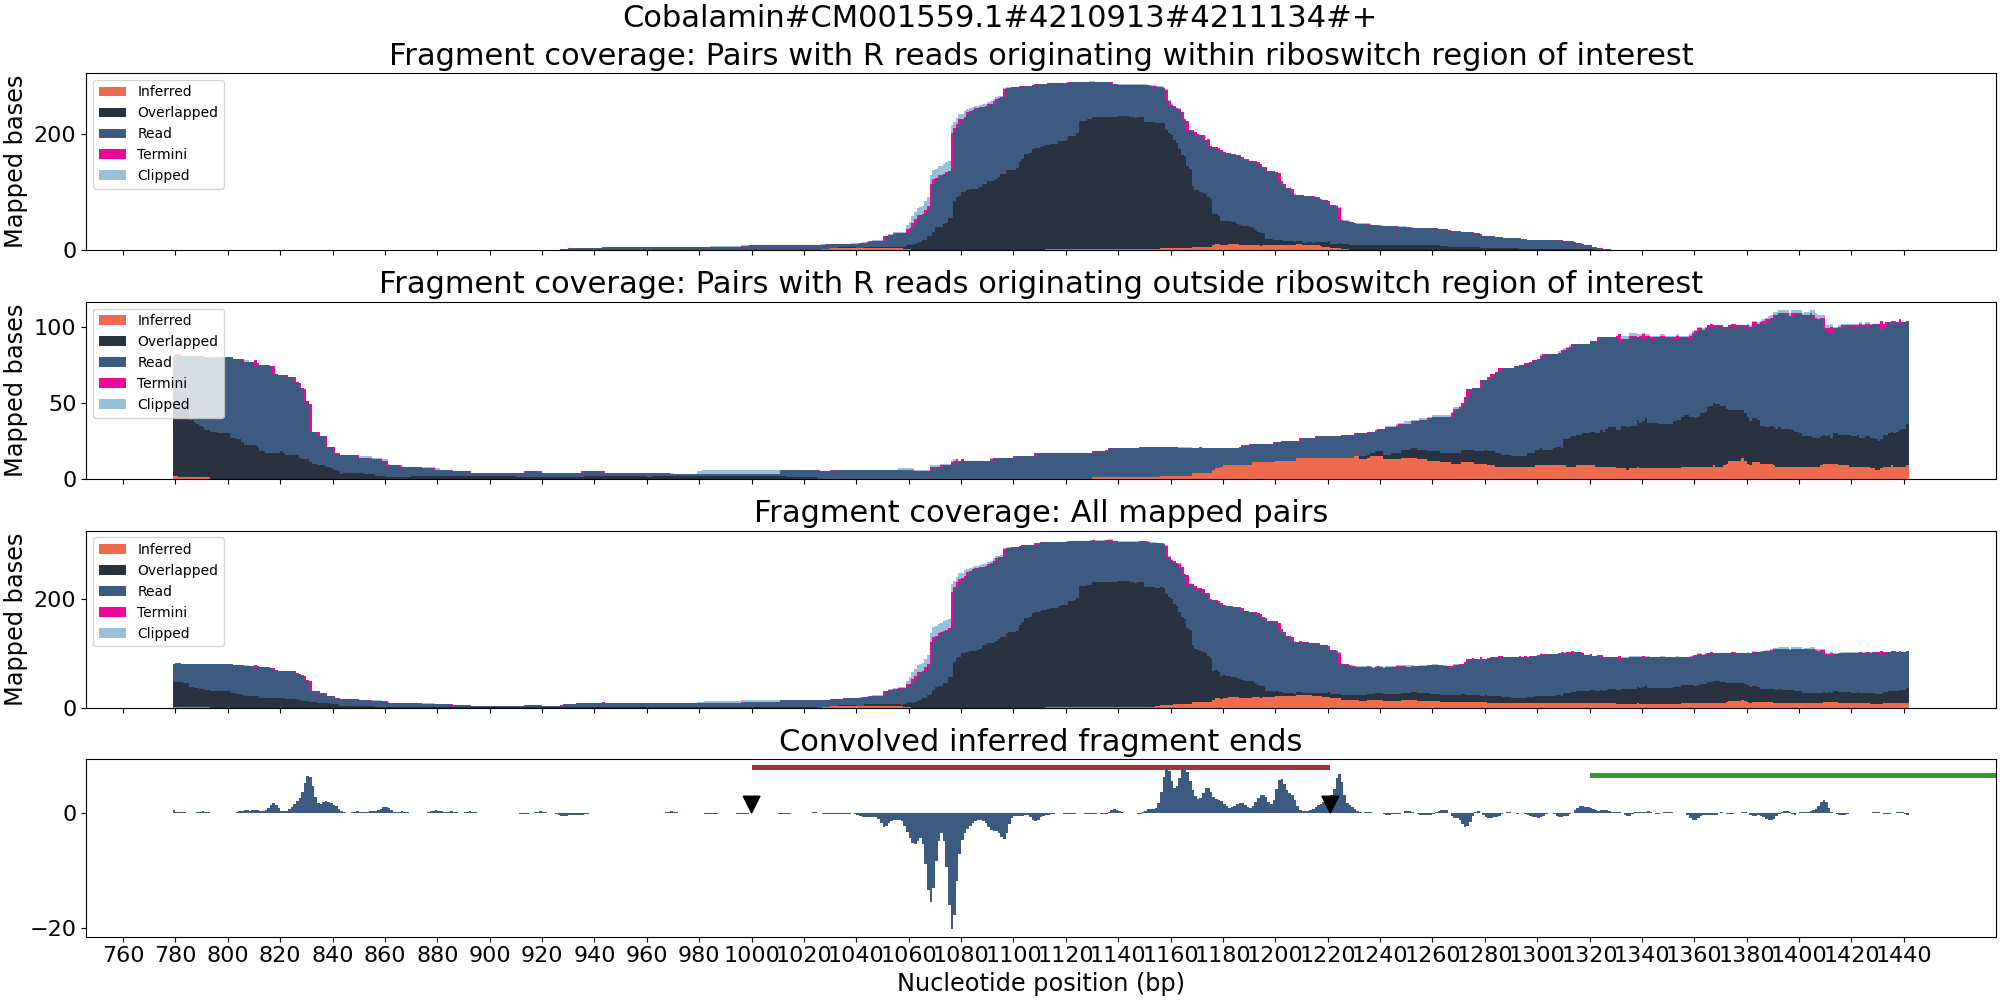 Cobalamin#CM001559.1#4210913#4211134#+
Fragment coverage: Pairs with R reads originating within riboswitch region of interest
Mapped bases
200
0
Inferred
Overlapped
Read
Termini
Clipped
Fragment coverage: Pairs with R reads originating outside riboswitch region of interest
Mapped bases
100
50
0
Inferred
Overlapped
Read
Termini
Clipped
Fragment coverage: All mapped pairs
Mapped bases
200
0
Inferred
Overlapped
Read
Termini
Clipped
Convolved inferred fragment ends
0
−20
760 780 800 820 840 860 880 900 920 940 960 980 1000 1020 1040 1060 1080 1100 1120 1140 1160 1180 1200 1220 1240 1260 1280 1300 1320 1340 1360 1380 1400 1420 1440
Nucleotide position (bp)